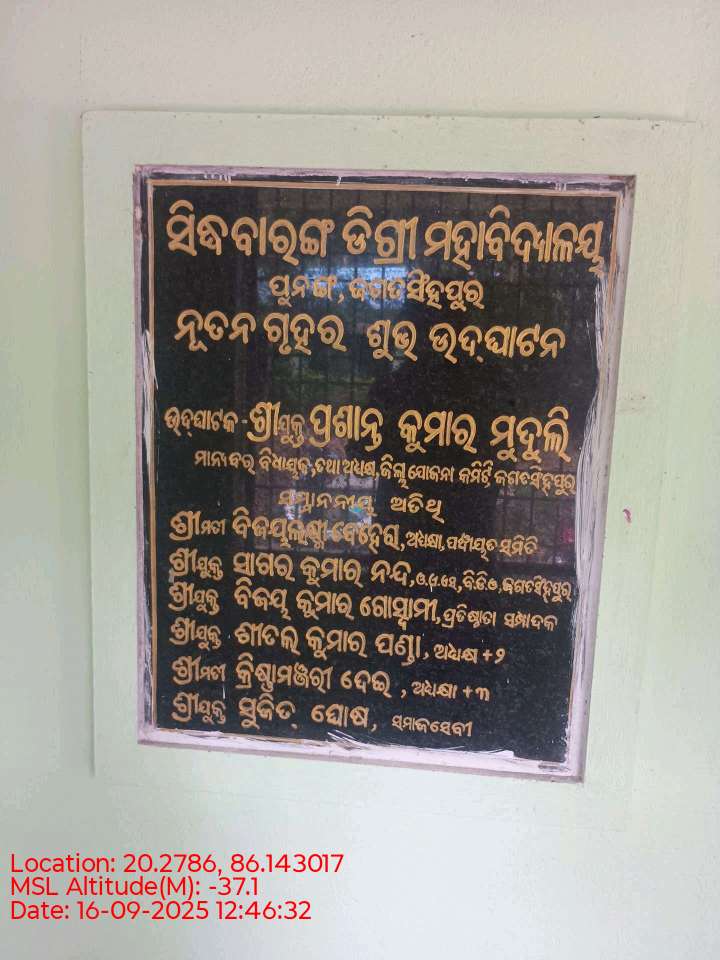 ସିଦ୍ଧବାରଙ୍ଗ ଡିଗ୍ରୀ ମହାବିଦ୍ୟାଳୟ
ପୁନଙ୍ଗ, ଜଗତସିଂହପୁର
ନୂତନ ଗୃହର ଶୁଭ ଉଦ୍‌ଘାଟନ
ଉଦ୍‌ଘାଟକ - ଶ୍ରୀଯୁକ୍ତ ପ୍ରଶାନ୍ତ କୁମାର ମୁଦୁଲି
ମାନ୍ୟବର ବିଧାୟକ, ତଥା ଅଧ୍ୟକ୍ଷ, ଜିଲ୍ଲା ଯୋଜନା କମିଟି, ଜଗତସିଂହପୁର
ସମ୍ମାନନୀୟ ଅତିଥି
ଶ୍ରୀମତୀ ବିଜୟଲକ୍ଷ୍ମୀ ବେହେରା, ଅଧ୍ୟକ୍ଷା, ପଞ୍ଚାୟତ ସମିତି
ଶ୍ରୀଯୁକ୍ତ ସାଗର କୁମାର ନନ୍ଦ, ଓ.ଏ.ଏସ୍, ବି.ଡି.ଓ, ଜଗତସିଂହପୁର
ଶ୍ରୀଯୁକ୍ତ ବିଜୟ କୁମାର ଗୋସ୍ୱାମୀ, ପ୍ରତିଷ୍ଠାତା ସମ୍ପାଦକ
ଶ୍ରୀଯୁକ୍ତ ଶୀତଲ କୁମାର ପଣ୍ଡା, ଅଧ୍ୟକ୍ଷ +୨
ଶ୍ରୀମତୀ କ୍ରିଷ୍ଣାମଞ୍ଜରୀ ଦେଇ, ଅଧ୍ୟକ୍ଷା +୩
ଶ୍ରୀଯୁକ୍ତ ସୁଜିତ୍ ଘୋଷ, ସମାଜସେବୀ
Location: 20.2786, 86.143017
MSL Altitude(M): -37.1
Date: 16-09-2025 12:46:32